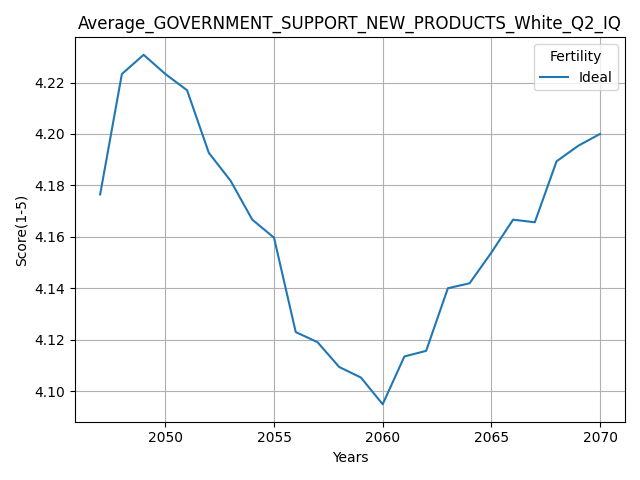 Average_GOVERNMENT_SUPPORT_NEW_PRODUCTS_White_Q2_IQ
Fertility
Ideal
4.22
4.20
4.18
4.16
4.14
4.12
4.10
Score(1-5)
2050 2055 2060 2065 2070
Years